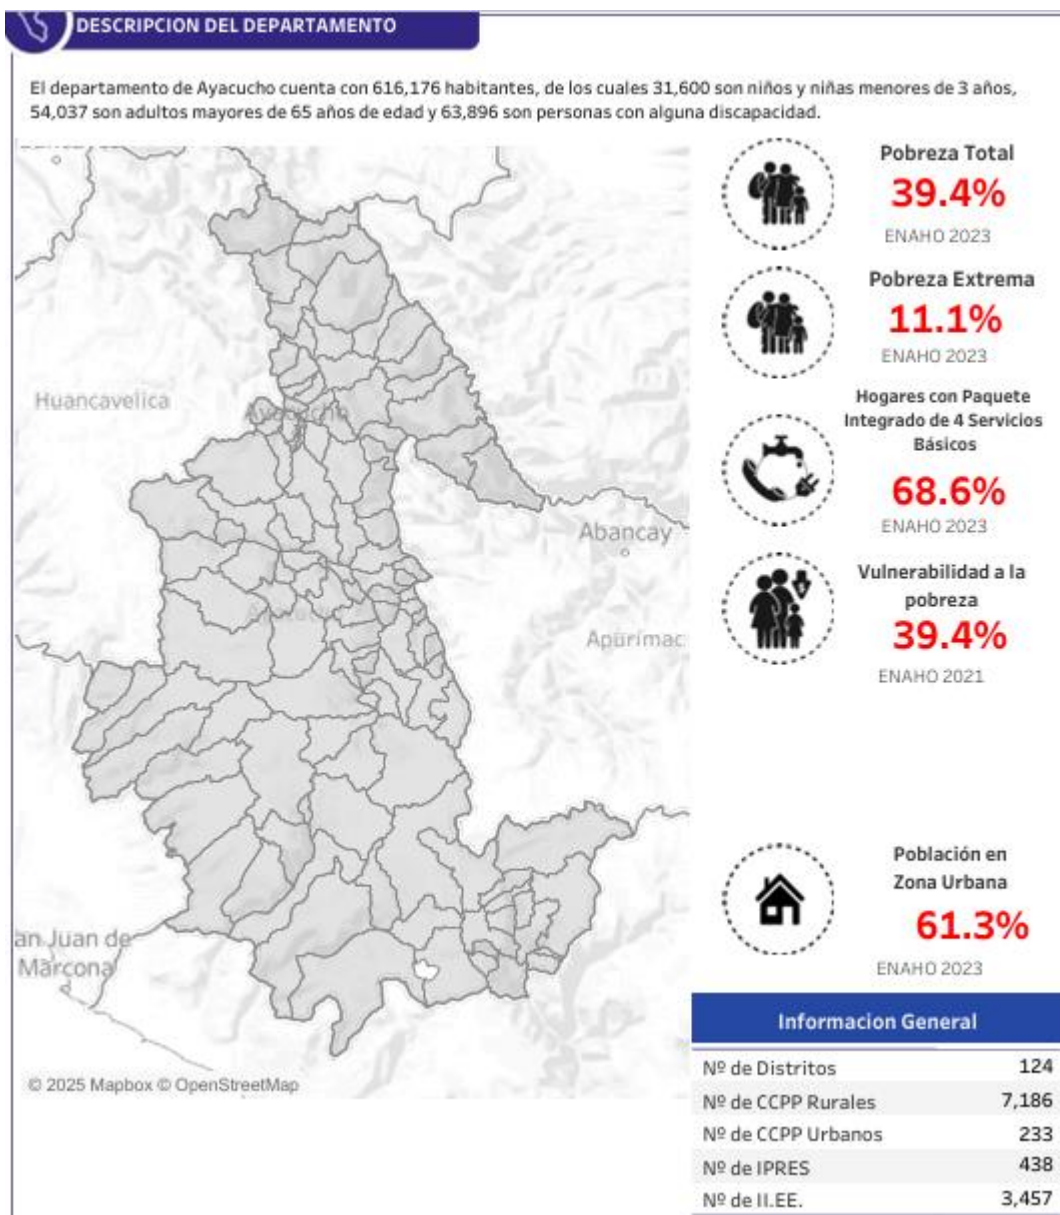 DESCRIPCION DEL DEPARTAMENTO
El departamento de Ayacucho cuenta con 616,176 habitantes, de los cuales 31,600 son niños y niñas menores de 3 años,
54,037 son adultos mayores de 65 años de edad y 63,896 son personas con alguna discapacidad.
Pobreza Total
39.4%
ENAHO 2023
Pobreza Extrema
11.1%
ENAHO 2023
Hogares con Paquete
Integrado de 4 Servicios
Básicos
68.6%
ENAHO 2023
Vulnerabilidad a la
pobreza
39.4%
ENAHO 2021
Población en
Zona Urbana
61.3%
ENAHO 2023
Huancavelica
Ayacucho
Abancay
Ayacucho
Apurímac
an Juan de
Marcona
© 2025 Mapbox © OpenStreetMap
Informacion General
Nº de Distritos 124
Nº de CCPP Rurales 7,186
Nº de CCPP Urbanos 233
Nº de IPRES 438
Nº de II.EE. 3,457